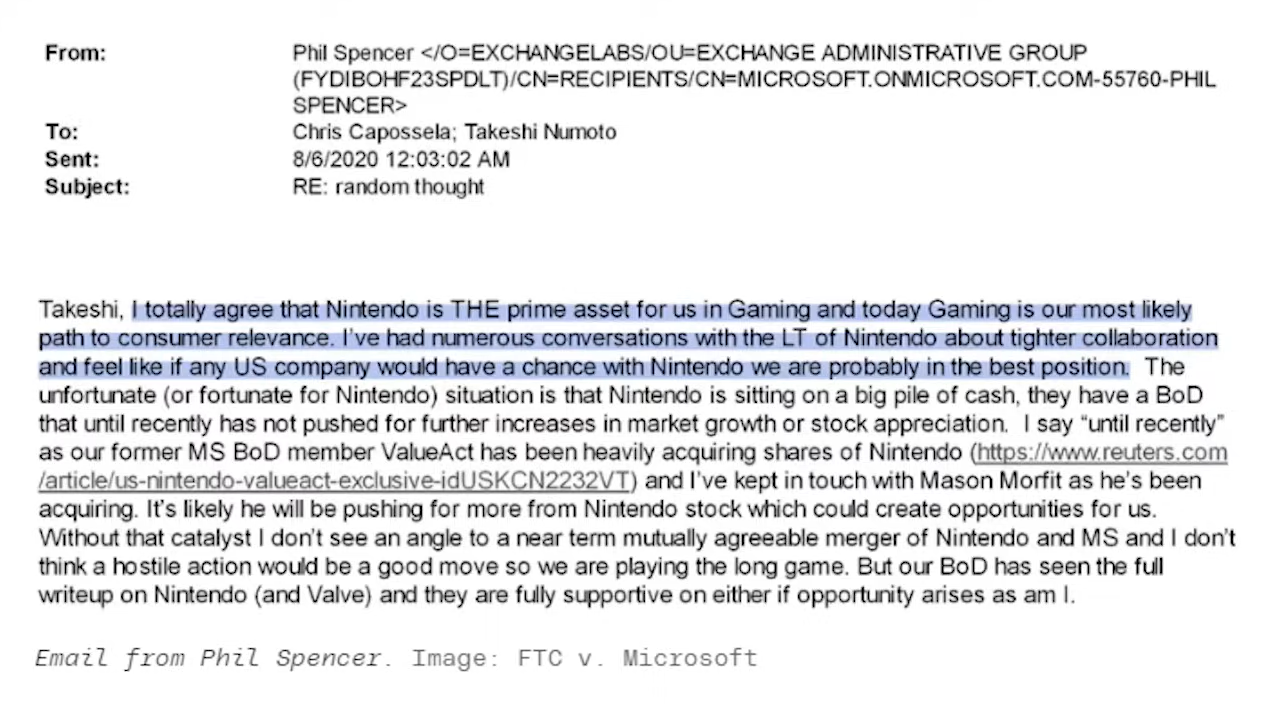 From: Phil Spencer </O=EXCHANGELABS/OU=EXCHANGE ADMINISTRATIVE GROUP
(FYDIBOHF23SPDLT)/CN=RECIPIENTS/CN=MICROSOFT.ONMICROSOFT.COM-55760-PHIL
SPENCER>
To: Chris Capossela; Takeshi Numoto
Sent: 8/6/2020 12:03:02 AM
Subject: RE: random thought
Takeshi, I totally agree that Nintendo is THE prime asset for us in Gaming and today Gaming is our most likely
path to consumer relevance. I’ve had numerous conversations with the LT of Nintendo about tighter collaboration
and feel like if any US company would have a chance with Nintendo we are probably in the best position. The
unfortunate (or fortunate for Nintendo) situation is that Nintendo is sitting on a big pile of cash, they have a BoD
that until recently has not pushed for further increases in market growth or stock appreciation. I say “until recently”
as our former MS BoD member ValueAct has been heavily acquiring shares of Nintendo (https://www.reuters.com
/article/us-nintendo-valueact-exclusive-idUSKCN2232VT) and I’ve kept in touch with Mason Morfit as he’s been
acquiring. It’s likely he will be pushing for more from Nintendo stock which could create opportunities for us.
Without that catalyst I don’t see an angle to a near term mutually agreeable merger of Nintendo and MS and I don’t
think a hostile action would be a good move so we are playing the long game. But our BoD has seen the full
writeup on Nintendo (and Valve) and they are fully supportive on either if opportunity arises as am I.
Email from Phil Spencer. Image: FTC v. Microsoft